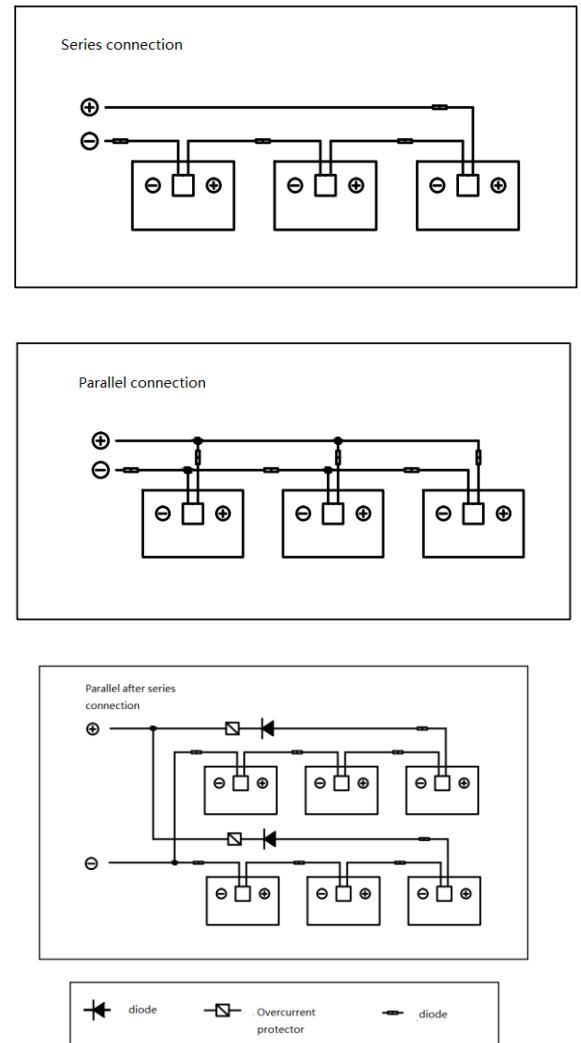 Series connection
⊕
⊖
⊖ ⊕ ⊖ ⊕ ⊖ ⊕
Parallel connection
⊕
⊖
⊖ ⊕ ⊖ ⊕ ⊖ ⊕
Parallel after series
connection
⊕
⊖ ⊕ ⊖ ⊕ ⊖ ⊕
⊖
⊖ ⊕ ⊖ ⊕ ⊖ ⊕
diode
Overcurrent
protector
diode